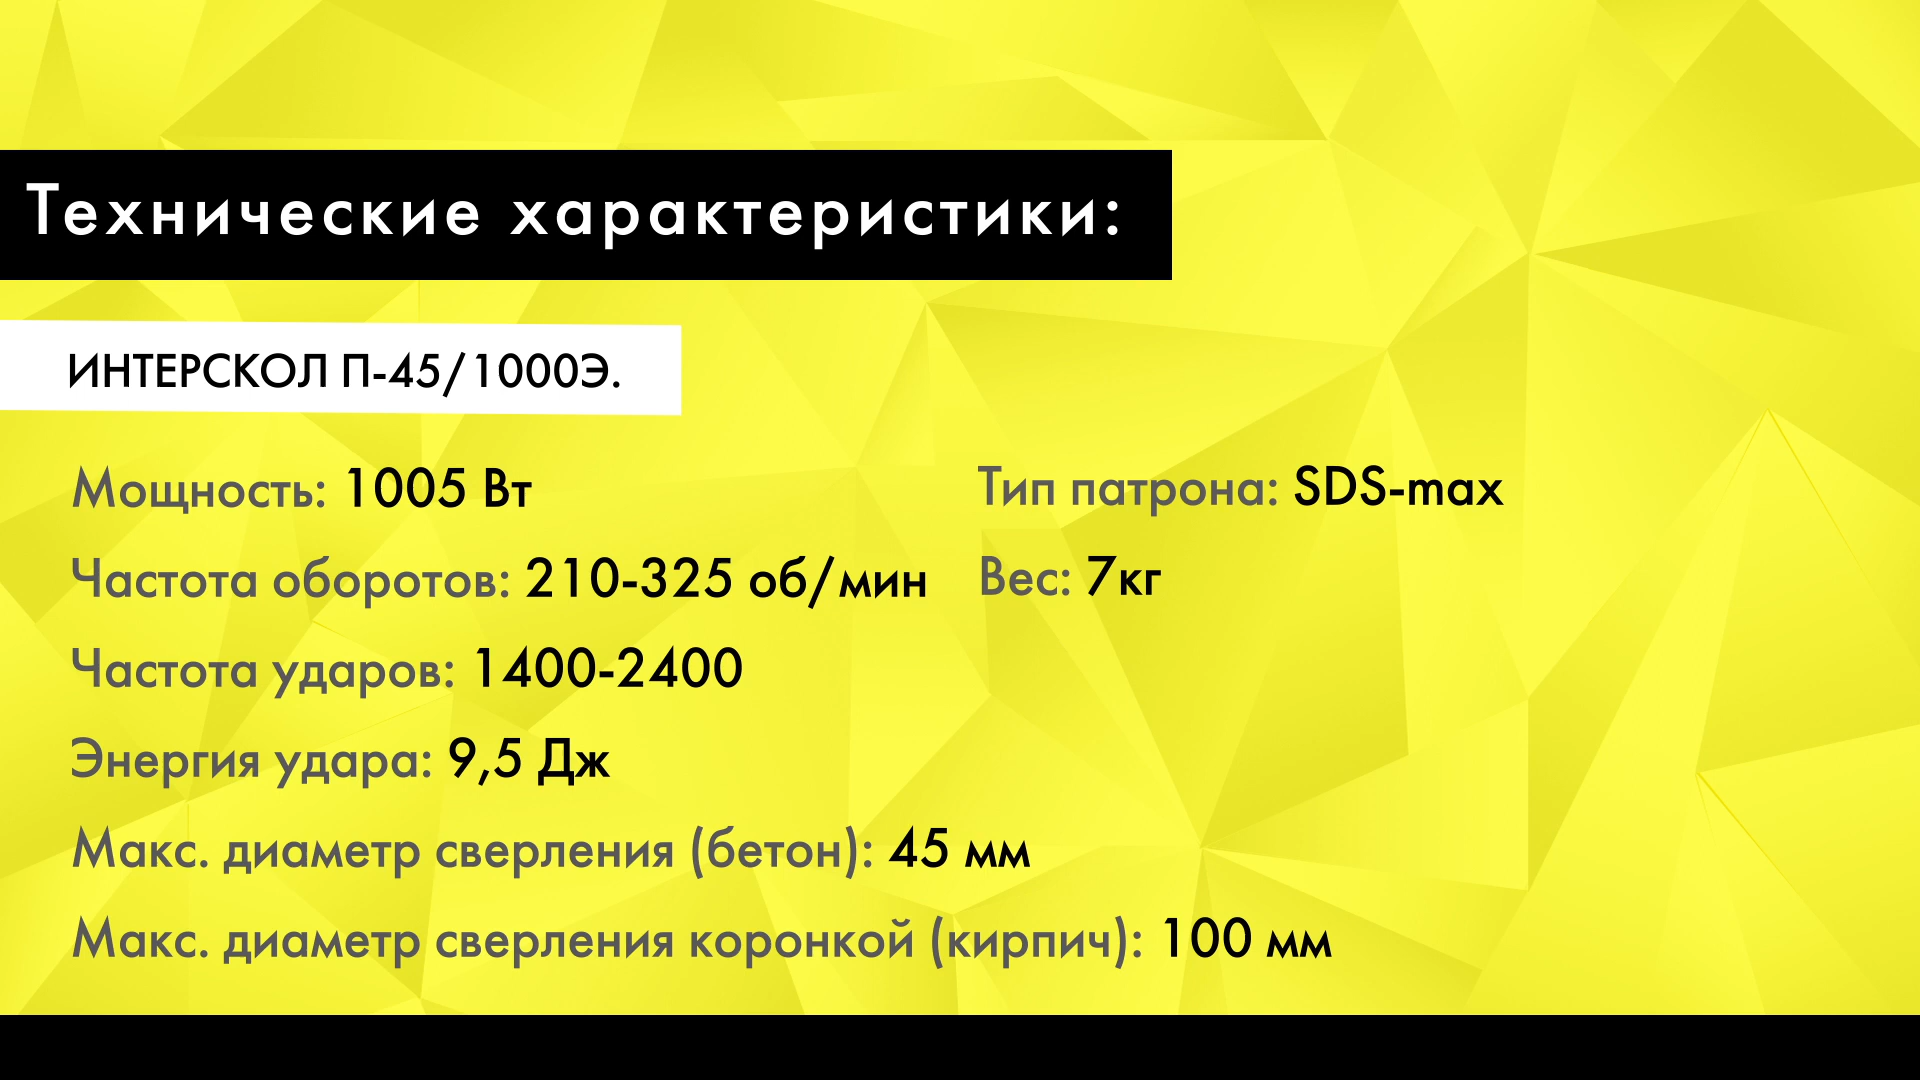 Технические характеристики:
ИНТЕРСКОЛ П-45/1000Э.
Мощность: 1005 Вт
Частота оборотов: 210-325 об/мин
Частота ударов: 1400-2400
Энергия удара: 9,5 Дж
Макс. диаметр сверления (бетон): 45 мм
Макс. диаметр сверления коронкой (кирпич): 100 мм
Тип патрона: SDS-max
Вес: 7кг